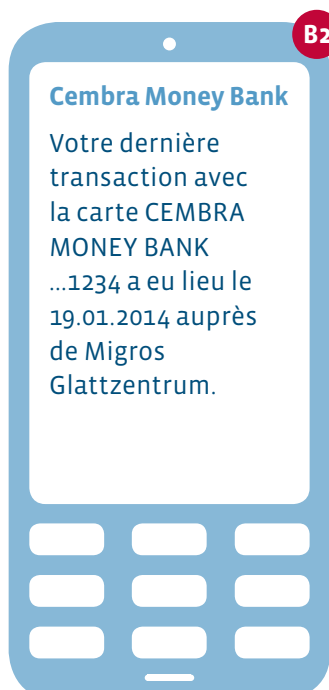 B2
Cembra Money Bank
Votre dernière
transaction avec
la carte CEMBRA
MONEY BANK
...1234 a eu lieu le
19.01.2014 auprès
de Migros
Glattzentrum.